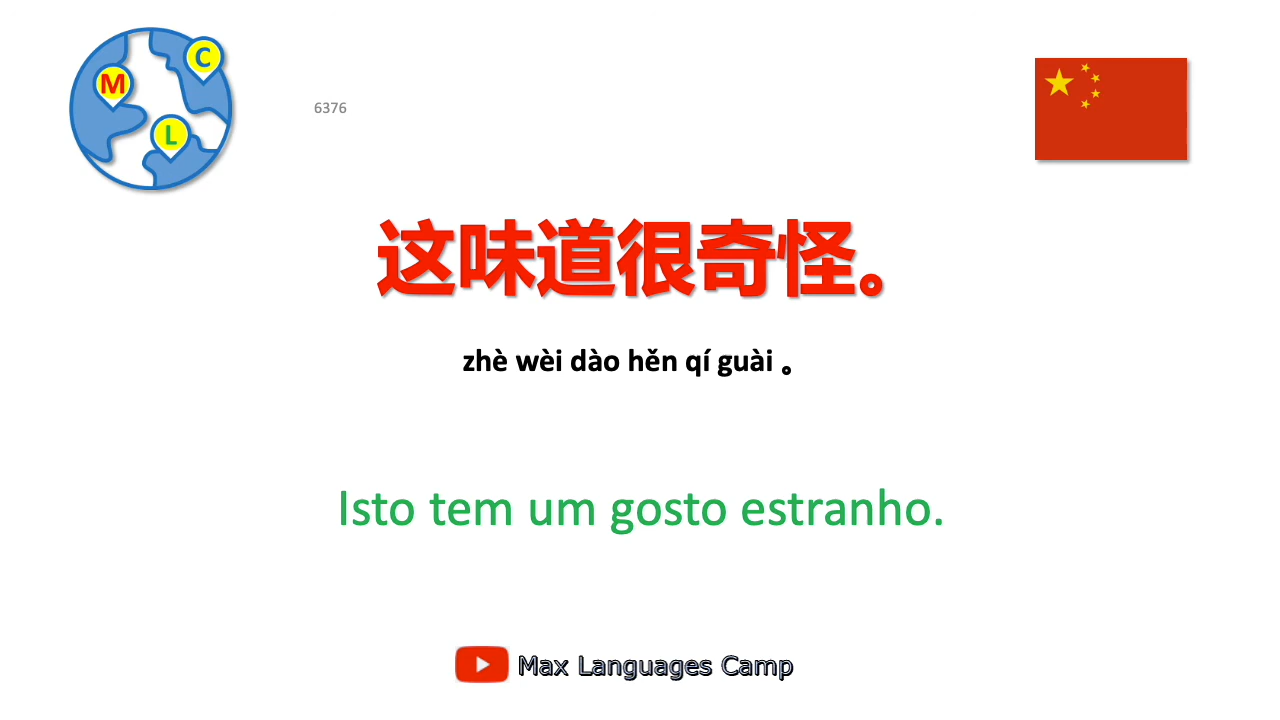 M
C
L
6376
这味道很奇怪。
zhè wèi dào hěn qí guài 。
Isto tem um gosto estranho.
Max Languages Camp